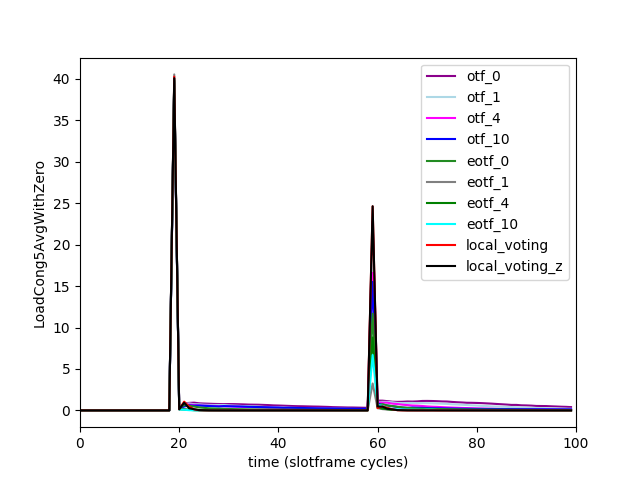 LoadCong5AvgWithZero
40
35
30
25
20
15
10
5
0
0 20 40 60 80 100
time (slotframe cycles)
otf_0
otf_1
otf_4
otf_10
eotf_0
eotf_1
eotf_4
eotf_10
local_voting
local_voting_z